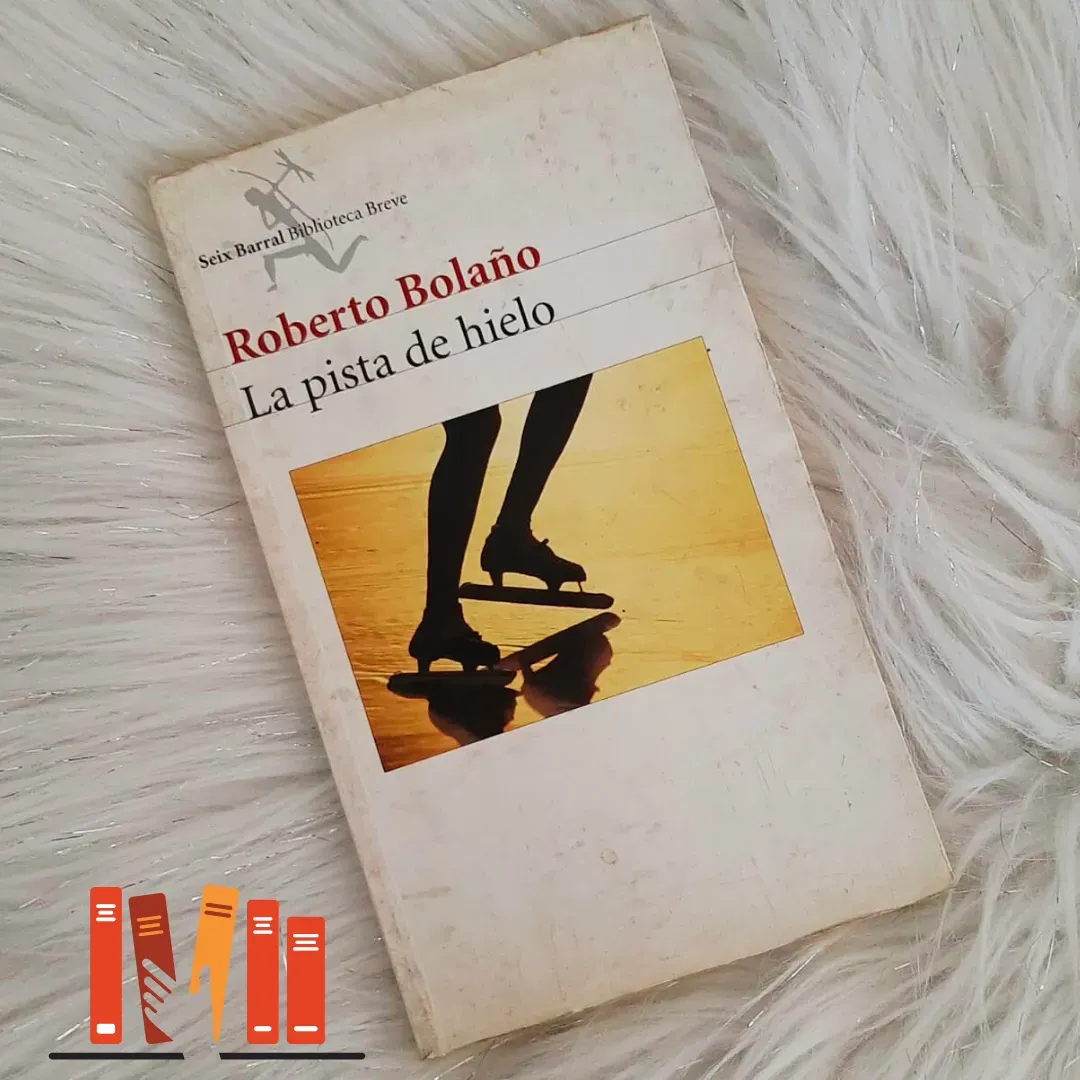 Seix Barral Biblioteca Breve
Roberto Bolaño
La pista de hielo